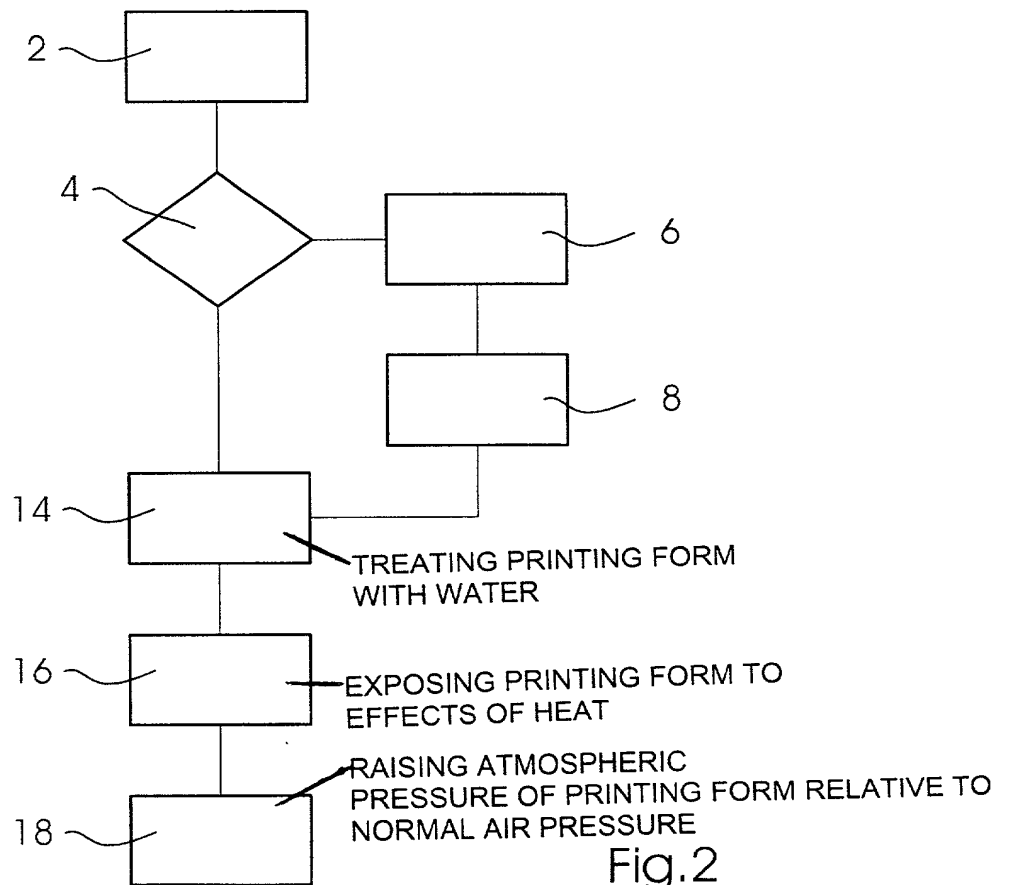 2
4
6
8
14
TREATING PRINTING FORM
WITH WATER
16
EXPOSING PRINTING FORM TO
EFFECTS OF HEAT
RAISING ATMOSPHERIC
PRESSURE OF PRINTING FORM RELATIVE TO
NORMAL AIR PRESSURE
18
Fig.2